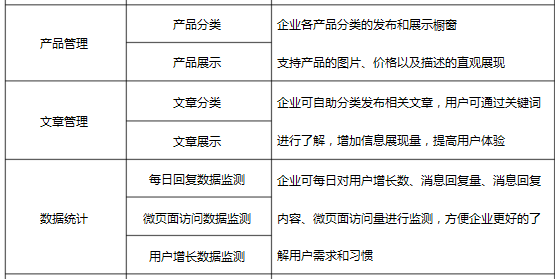 产品管理
产品分类
企业各产品分类的发布和展示橱窗
产品展示
支持产品的图片、价格以及描述的直观展现
文章管理
文章分类
企业可自助分类发布相关文章，用户可通过关键词
文章展示
进行了解，增加信息展现量，提高用户体验
数据统计
每日回复数据监测
企业可每日对用户增长数、消息回复量、消息回复
微页面访问数据监测
内容、微页面访问量进行监测，方便企业更好的了
用户增长数据监测
解用户需求和习惯